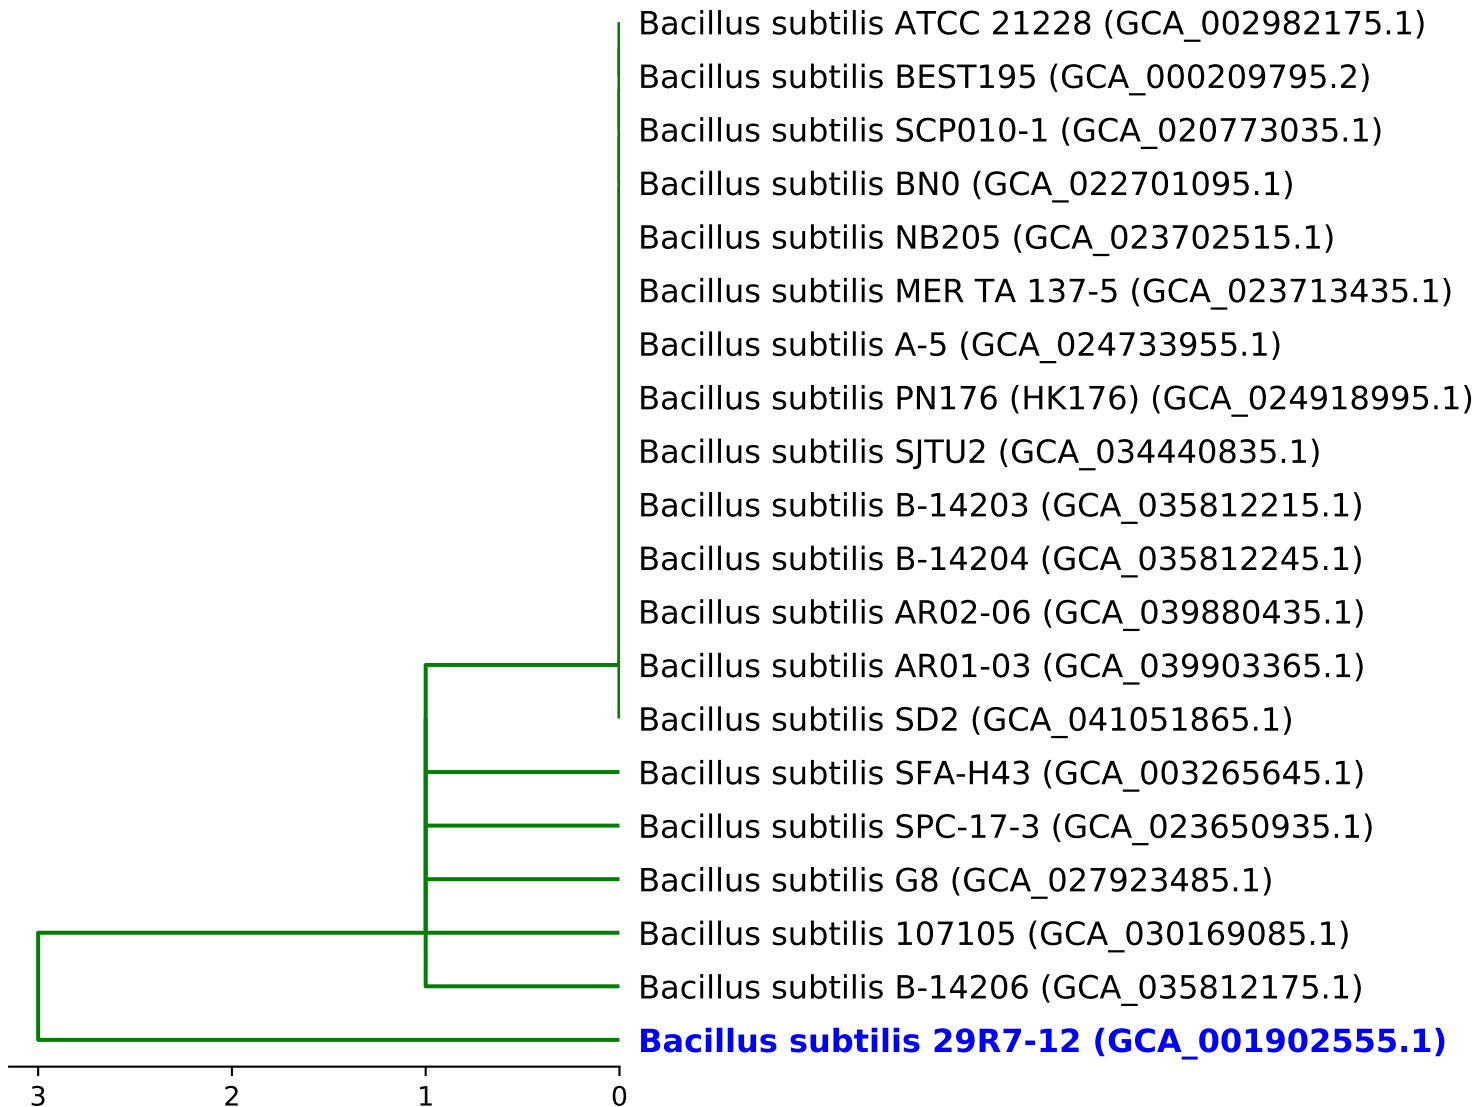 Bacillus subtilis ATCC 21228 (GCA_002982175.1)
Bacillus subtilis BEST195 (GCA_000209795.2)
Bacillus subtilis SCP010-1 (GCA_020773035.1)
Bacillus subtilis BN0 (GCA_022701095.1)
Bacillus subtilis NB205 (GCA_023702515.1)
Bacillus subtilis MER TA 137-5 (GCA_023713435.1)
Bacillus subtilis A-5 (GCA_024733955.1)
Bacillus subtilis PN176 (HK176) (GCA_024918995.1)
Bacillus subtilis SJTU2 (GCA_034440835.1)
Bacillus subtilis B-14203 (GCA_035812215.1)
Bacillus subtilis B-14204 (GCA_035812245.1)
Bacillus subtilis AR02-06 (GCA_039880435.1)
Bacillus subtilis AR01-03 (GCA_039903365.1)
Bacillus subtilis SD2 (GCA_041051865.1)
Bacillus subtilis SFA-H43 (GCA_003265645.1)
Bacillus subtilis SPC-17-3 (GCA_023650935.1)
Bacillus subtilis G8 (GCA_027923485.1)
Bacillus subtilis 107105 (GCA_030169085.1)
Bacillus subtilis B-14206 (GCA_035812175.1)
Bacillus subtilis 29R7-12 (GCA_001902555.1)
3 2 1 0